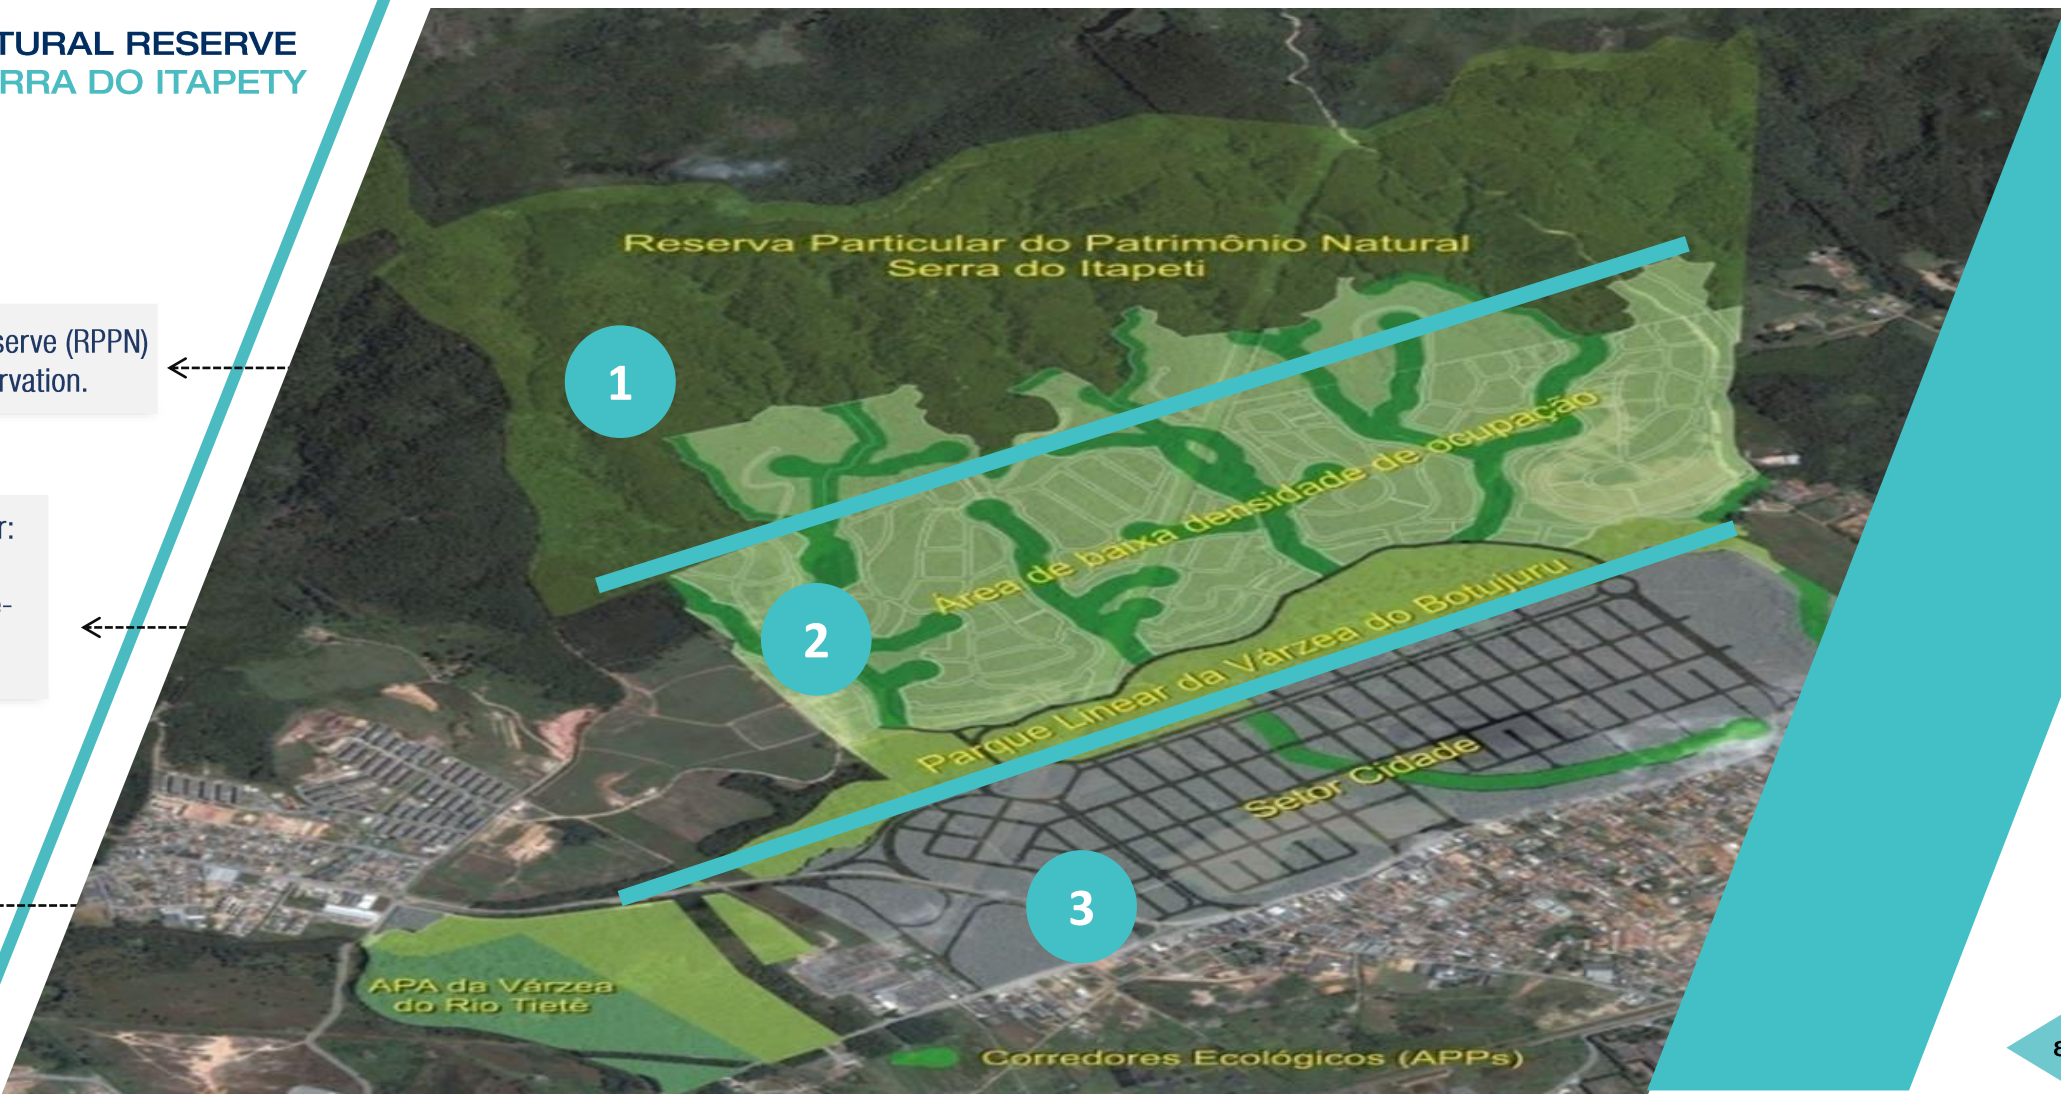 TURAL RESERVE
RRA DO ITAPETY
serve (RPPN)
rvation.
r:
e-
Reserva Particular do Patrimônio Natural
Serra do Itapeti
1
Área de baixa densidade de ocupação
2
Parque Linear da Várzea do Botujuru
Setor Cidade
3
APA da Várzea
do Rio Tietê
Corredores Ecológicos (APPs)
8